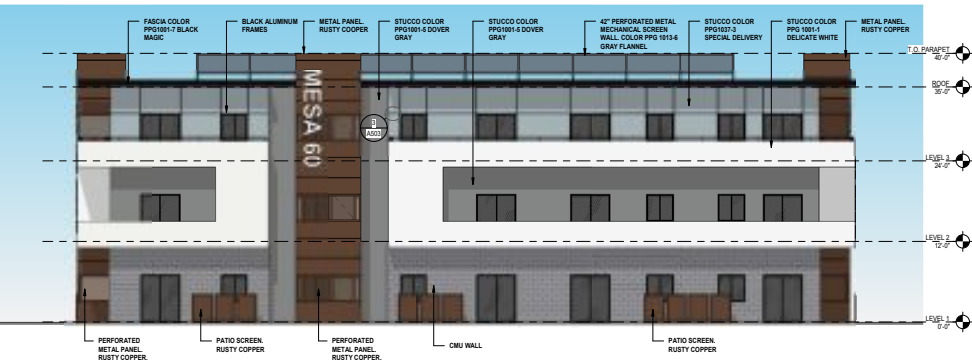 FASCIA COLOR
PPG1001-7 BLACK
MAGIC
BLACK ALUMINUM
FRAMES
METAL PANEL.
RUSTY COPPER
STUCCO COLOR
PPG1001-5 DOVER
GRAY
STUCCO COLOR
PPG1001-5 DOVER
GRAY
42" PERFORATED METAL
MECHANICAL SCREEN
WALL. COLOR PPG 1013-6
GRAY FLANNEL
STUCCO COLOR
PPG1037-3
SPECIAL DELIVERY
STUCCO COLOR
PPG 1001-1
DELICATE WHITE
METAL PANEL.
RUSTY COPPER
T.O. PARAPET
40'-0"
ROOF
35'-0"
MESA 60
3
A503
LEVEL 3
24'-0"
LEVEL 2
12'-0"
LEVEL 1
0'-0"
PERFORATED
METAL PANEL.
RUSTY COPPER.
PATIO SCREEN.
RUSTY COPPER
PERFORATED
METAL PANEL.
RUSTY COPPER.
CMU WALL
PATIO SCREEN.
RUSTY COPPER